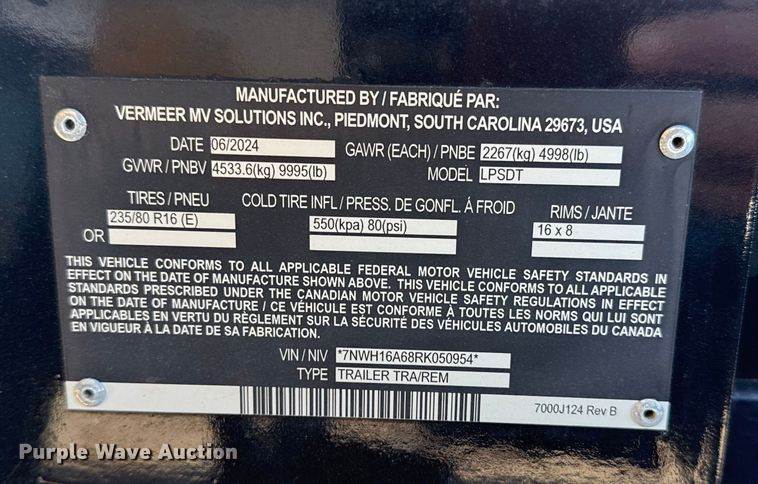 MANUFACTURED BY / FABRIQUÉ PAR:
VERMEER MV SOLUTIONS INC., PIEDMONT, SOUTH CAROLINA 29673, USA
DATE 06/2024 GAWR (EACH) / PNBE 2267(kg) 4998(lb)
GVWR / PNBV 4533.6(kg) 9995(lb) MODEL LPSDT
TIRES / PNEU COLD TIRE INFL / PRESS. DE GONFL. Á FROID RIMS / JANTE
235/80 R16 (E) 550(kpa) 80(psi) 16 x 8
OR
THIS VEHICLE CONFORMS TO ALL APPLICABLE FEDERAL MOTOR VEHICLE SAFETY STANDARDS IN
EFFECT ON THE DATE OF MANUFACTURE SHOWN ABOVE. THIS VEHICLE CONFORMS TO ALL APPLICABLE
STANDARDS PRESCRIBED UNDER THE CANADIAN MOTOR VEHICLE SAFETY REGULATIONS IN EFFECT
ON THE DATE OF MANUFACTURE / CE VÉHICULE EST CONFORME À TOUTES LES NORMS QUI LUI SONT
APPLICABLES EN VERTU DU RÈGLEMENT SUR LA SÉCURITÉ DES VÉHICULES AUTOMOBILES DU CANADA
EN VIGUEUR À LA DATE DE SA FABRICATION.
VIN / NIV *7NWH16A68RK050954*
TYPE TRAILER TRA/REM
7000J124 Rev B
Purple Wave Auction